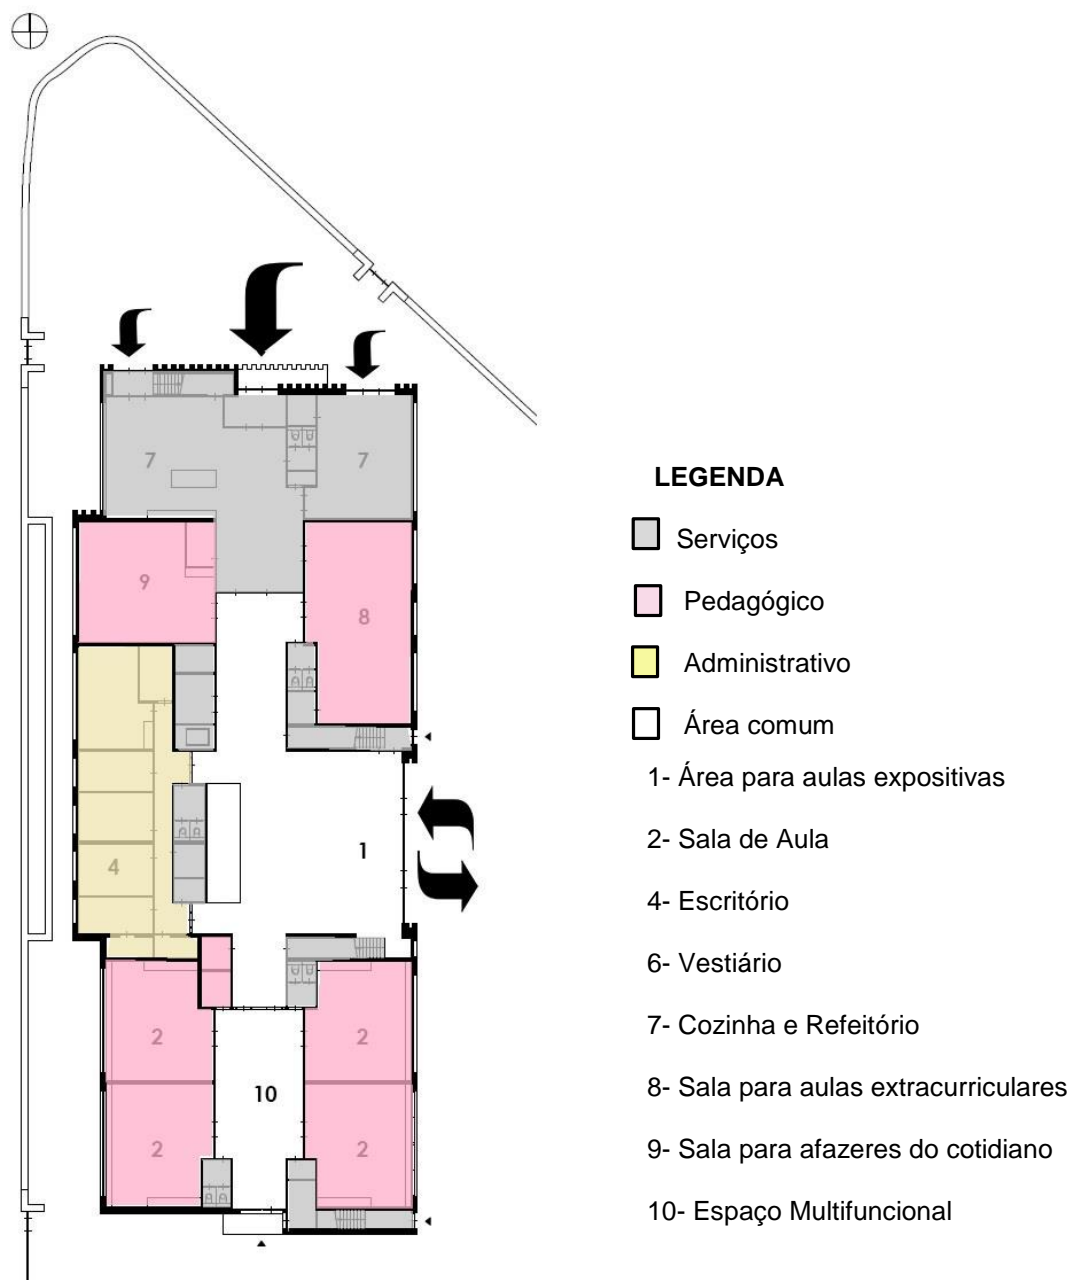 7
7
9
8
4
1
2
2
10
2
2
LEGENDA
Serviços
Pedagógico
Administrativo
Área comum
1- Área para aulas expositivas
2- Sala de Aula
4- Escritório
6- Vestiário
7- Cozinha e Refeitório
8- Sala para aulas extracurriculares
9- Sala para afazeres do cotidiano
10- Espaço Multifuncional